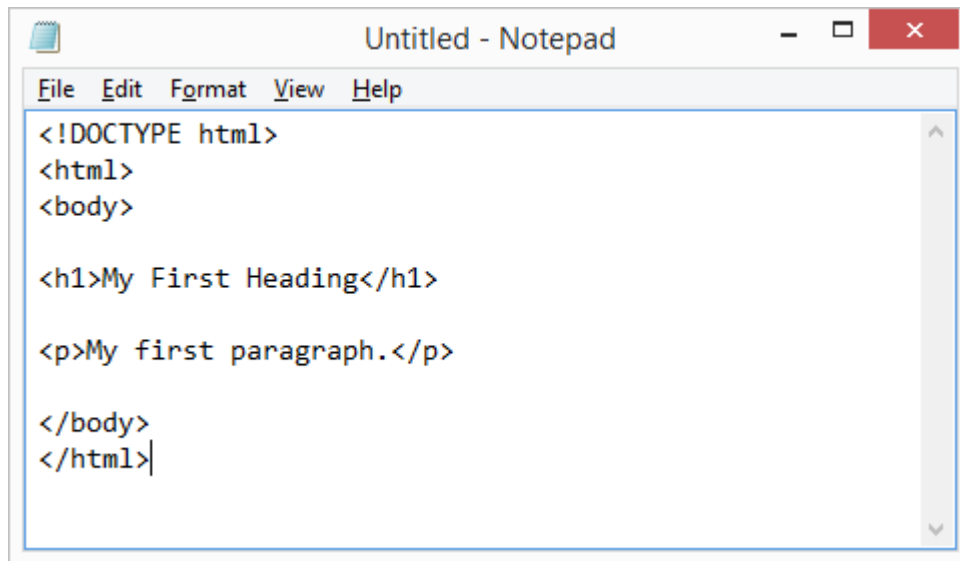 Untitled - Notepad
File Edit Format View Help
<!DOCTYPE html>
<html>
<body>
<h1>My First Heading</h1>
<p>My first paragraph.</p>
</body>
</html>